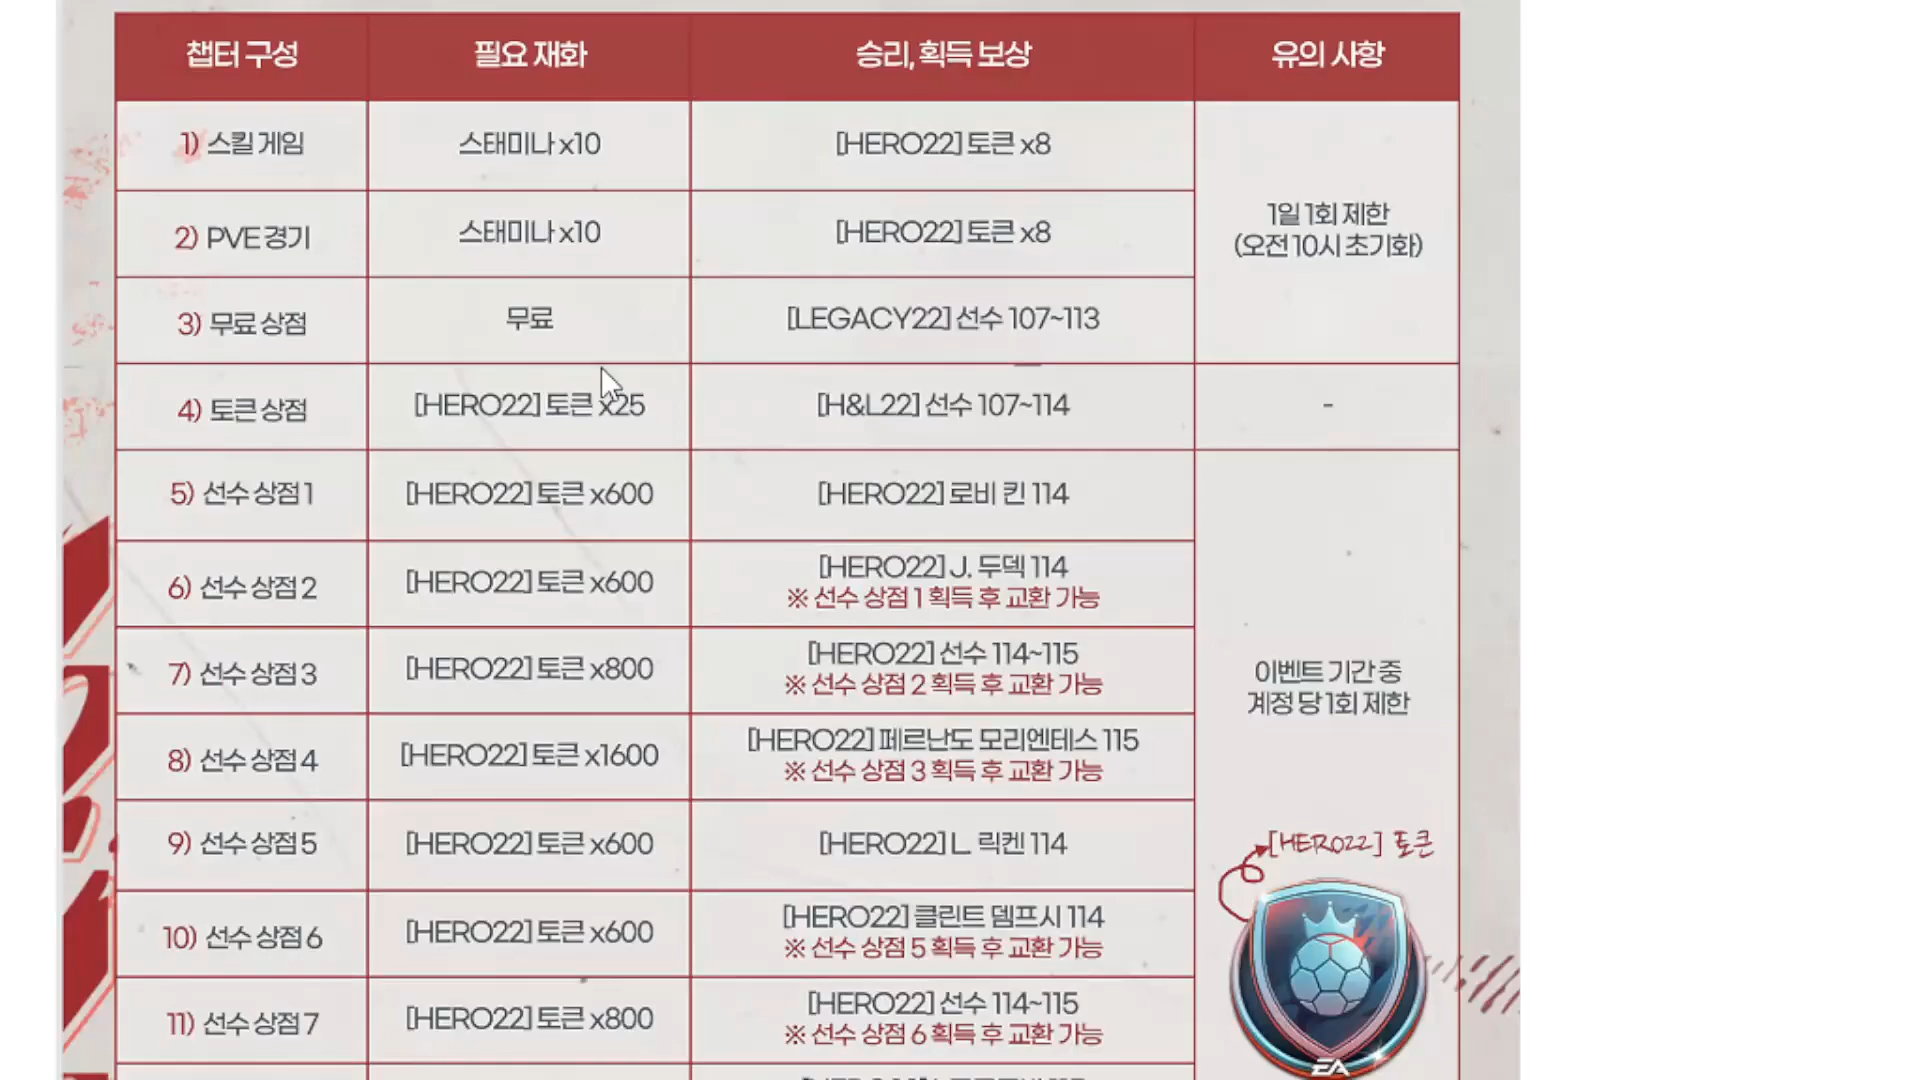 챕터 구성 필요 재화 승리, 획득 보상 유의 사항
1) 스킬 게임 스태미나 x10 [HERO22] 토큰 x8
2) PVE 경기 스태미나 x10 [HERO22] 토큰 x8
1일 1회 제한
(오전 10시 초기화)
3) 무료 상점 무료 [LEGACY22] 선수 107~113
4) 토큰 상점 [HERO22] 토큰 x25 [H&L22] 선수 107~114 -
5) 선수 상점 1 [HERO22] 토큰 x600 [HERO22] 로비 킨 114
6) 선수 상점 2 [HERO22] 토큰 x600 [HERO22] J. 두덱 114
※ 선수 상점 1 획득 후 교환 가능
7) 선수 상점 3 [HERO22] 토큰 x800 [HERO22] 선수 114~115
※ 선수 상점 2 획득 후 교환 가능
이벤트 기간 중
계정 당 1회 제한
8) 선수 상점 4 [HERO22] 토큰 x1600 [HERO22] 페르난도 모리엔테스 115
※ 선수 상점 3 획득 후 교환 가능
9) 선수 상점 5 [HERO22] 토큰 x600 [HERO22] L. 릭켄 114
[HERO22] 토큰
10) 선수 상점 6 [HERO22] 토큰 x600 [HERO22] 클린트 뎀프시 114
※ 선수 상점 5 획득 후 교환 가능
11) 선수 상점 7 [HERO22] 토큰 x800 [HERO22] 선수 114~115
※ 선수 상점 6 획득 후 교환 가능
EA